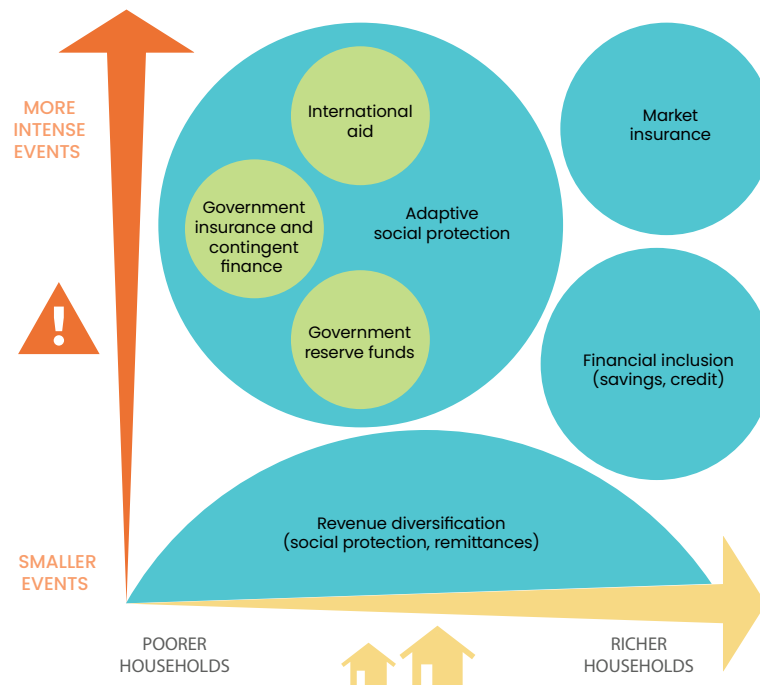 MORE
INTENSE
EVENTS
International
aid
Market
insurance
Government
insurance and
contingent
finance
Adaptive
social protection
Government
reserve funds
Financial inclusion
(savings, credit)
Revenue diversification
(social protection, remittances)
SMALLER
EVENTS
POORER
HOUSEHOLDS
RICHER
HOUSEHOLDS